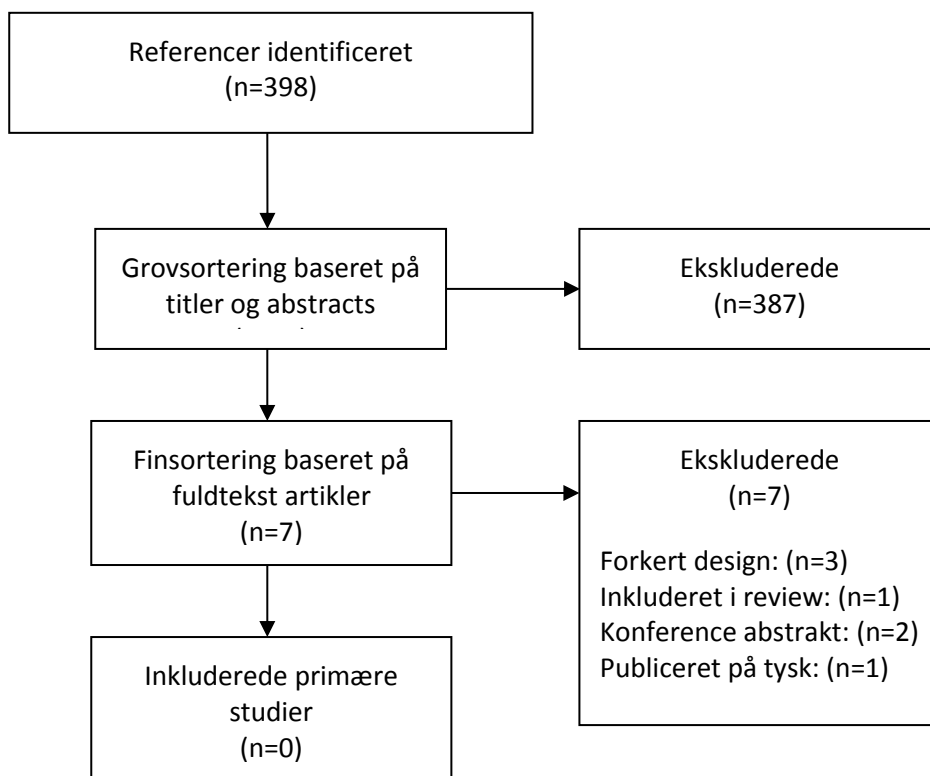 Referencer identificeret
(n=398)
Grovsortering baseret på
titler og abstracts
Ekskluderede
(n=387)
Finsortering baseret på
fuldtekst artikler
(n=7)
Ekskluderede
(n=7)
Forkert design: (n=3)
Inkluderet i review: (n=1)
Konference abstrakt: (n=2)
Publiceret på tysk: (n=1)
Inkluderede primære
studier
(n=0)